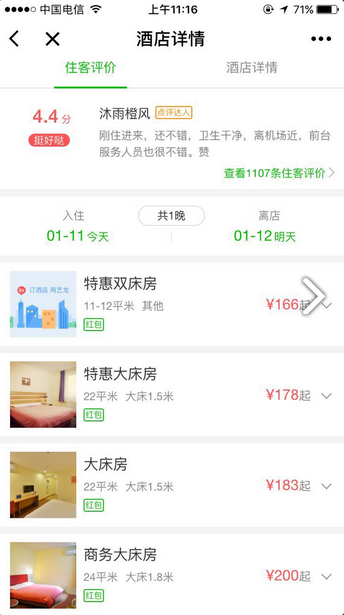 中国电信
上午11:16
71%
酒店详情
住客评价
酒店详情
4.4分
挺好哒
沐雨橙风 点评达人
刚住进来，还不错，卫生干净，离机场近，前台
服务人员也很不错。赞
查看1107条住客评价
入住
共1晚
离店
01-11今天
01-12明天
订酒店 用艺龙
特惠双床房
11-12平米 其他
¥166起
红包
特惠大床房
22平米 大床1.5米
¥178起
红包
大床房
22平米 大床1.5米
¥183起
红包
商务大床房
24平米 大床1.8米
¥200起
红包